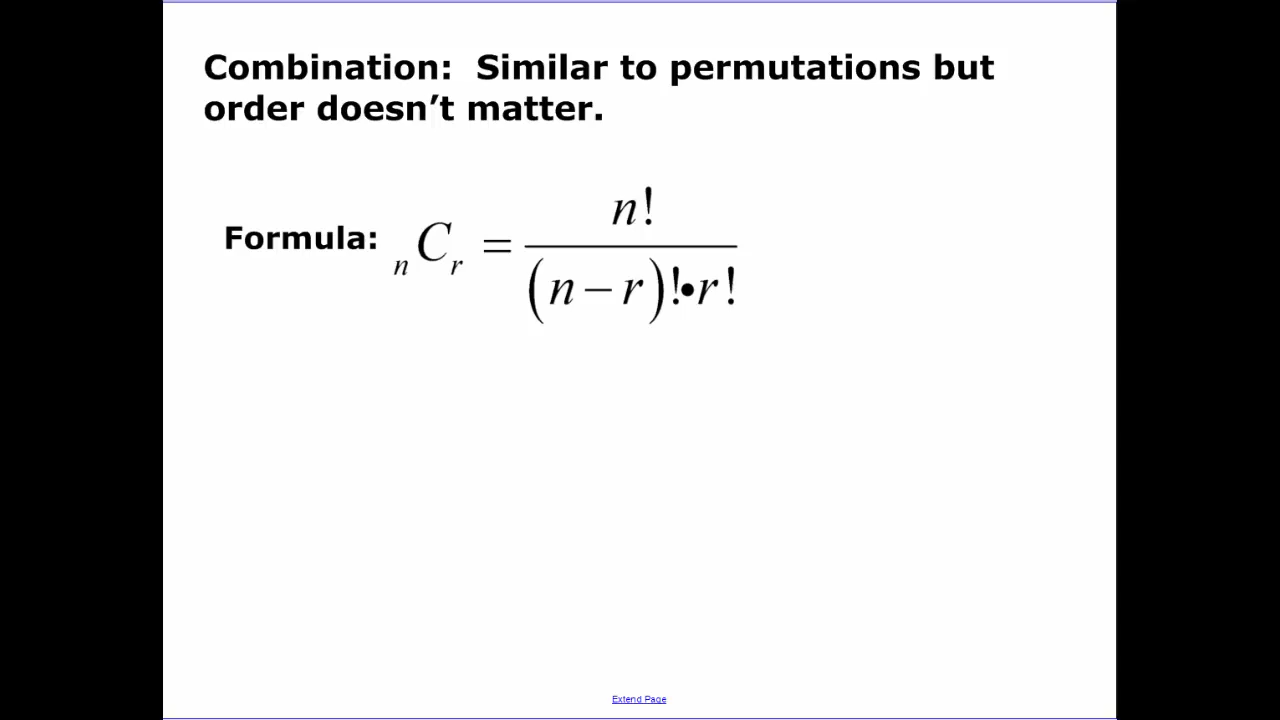 Combination:  Similar to permutations but
order doesn’t matter.
Formula: ₙCᵣ = n! / (n – r)!•r!
Extend Page